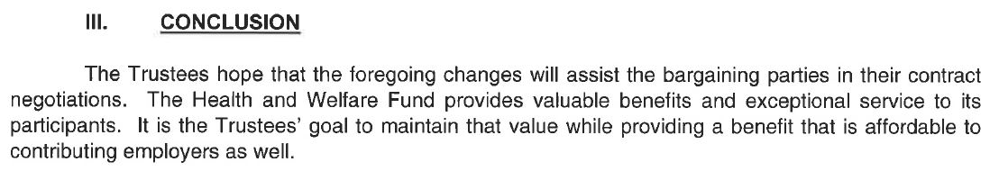 III. CONCLUSION
The Trustees hope that the foregoing changes will assist the bargaining parties in their contract
negotiations. The Health and Welfare Fund provides valuable benefits and exceptional service to its
participants. It is the Trustees' goal to maintain that value while providing a benefit that is affordable to
contributing employers as well.